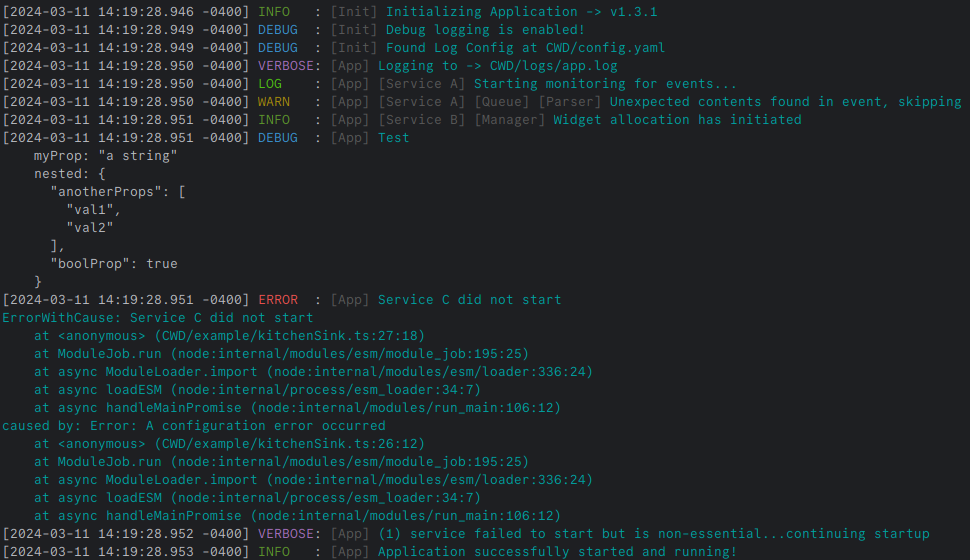 [2024-03-11 14:19:28.946 -0400] INFO   : [Init] Initializing Application -> v1.3.1
[2024-03-11 14:19:28.949 -0400] DEBUG  : [Init] Debug logging is enabled!
[2024-03-11 14:19:28.949 -0400] DEBUG  : [Init] Found Log Config at CWD/config.yaml
[2024-03-11 14:19:28.950 -0400] VERBOSE: [App] Logging to -> CWD/logs/app.log
[2024-03-11 14:19:28.950 -0400] LOG    : [App] [Service A] Starting monitoring for events...
[2024-03-11 14:19:28.950 -0400] WARN   : [App] [Service A] [Queue] [Parser] Unexpected contents found in event, skipping
[2024-03-11 14:19:28.951 -0400] INFO   : [App] [Service B] [Manager] Widget allocation has initiated
[2024-03-11 14:19:28.951 -0400] DEBUG  : [App] Test
    myProp: "a string"
    nested: {
      "anotherProps": [
        "val1",
        "val2"
      ],
      "boolProp": true
    }
[2024-03-11 14:19:28.951 -0400] ERROR  : [App] Service C did not start
ErrorWithCause: Service C did not start
    at <anonymous> (CWD/example/kitchenSink.ts:27:18)
    at ModuleJob.run (node:internal/modules/esm/module_job:195:25)
    at async ModuleLoader.import (node:internal/modules/esm/loader:336:24)
    at async loadESM (node:internal/process/esm_loader:34:7)
    at async handleMainPromise (node:internal/modules/run_main:106:12)
caused by: Error: A configuration error occurred
    at <anonymous> (CWD/example/kitchenSink.ts:26:12)
    at ModuleJob.run (node:internal/modules/esm/module_job:195:25)
    at async ModuleLoader.import (node:internal/modules/esm/loader:336:24)
    at async loadESM (node:internal/process/esm_loader:34:7)
    at async handleMainPromise (node:internal/modules/run_main:106:12)
[2024-03-11 14:19:28.952 -0400] VERBOSE: [App] (1) service failed to start but is non-essential...continuing startup
[2024-03-11 14:19:28.953 -0400] INFO   : [App] Application successfully started and running!